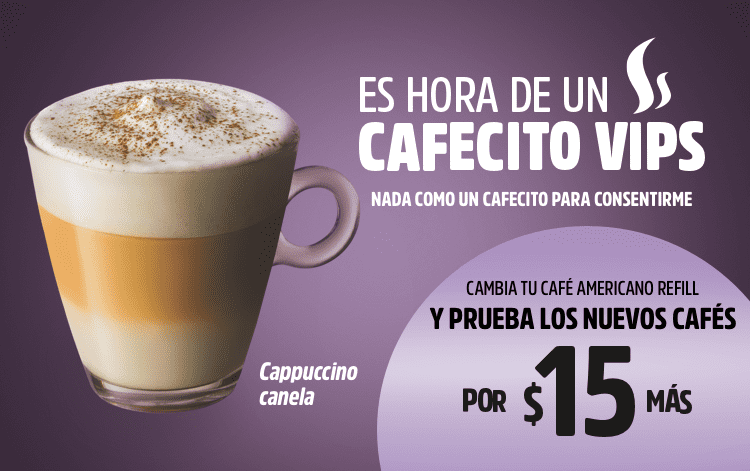 ES HORA DE UN
CAFECITO VIPS
NADA COMO UN CAFECITO PARA CONSENTIRME
CAMBIA TU CAFÉ AMERICANO REFILL
Y PRUEBA LOS NUEVOS CAFÉS
POR $15 MÁS
Cappuccino
canela